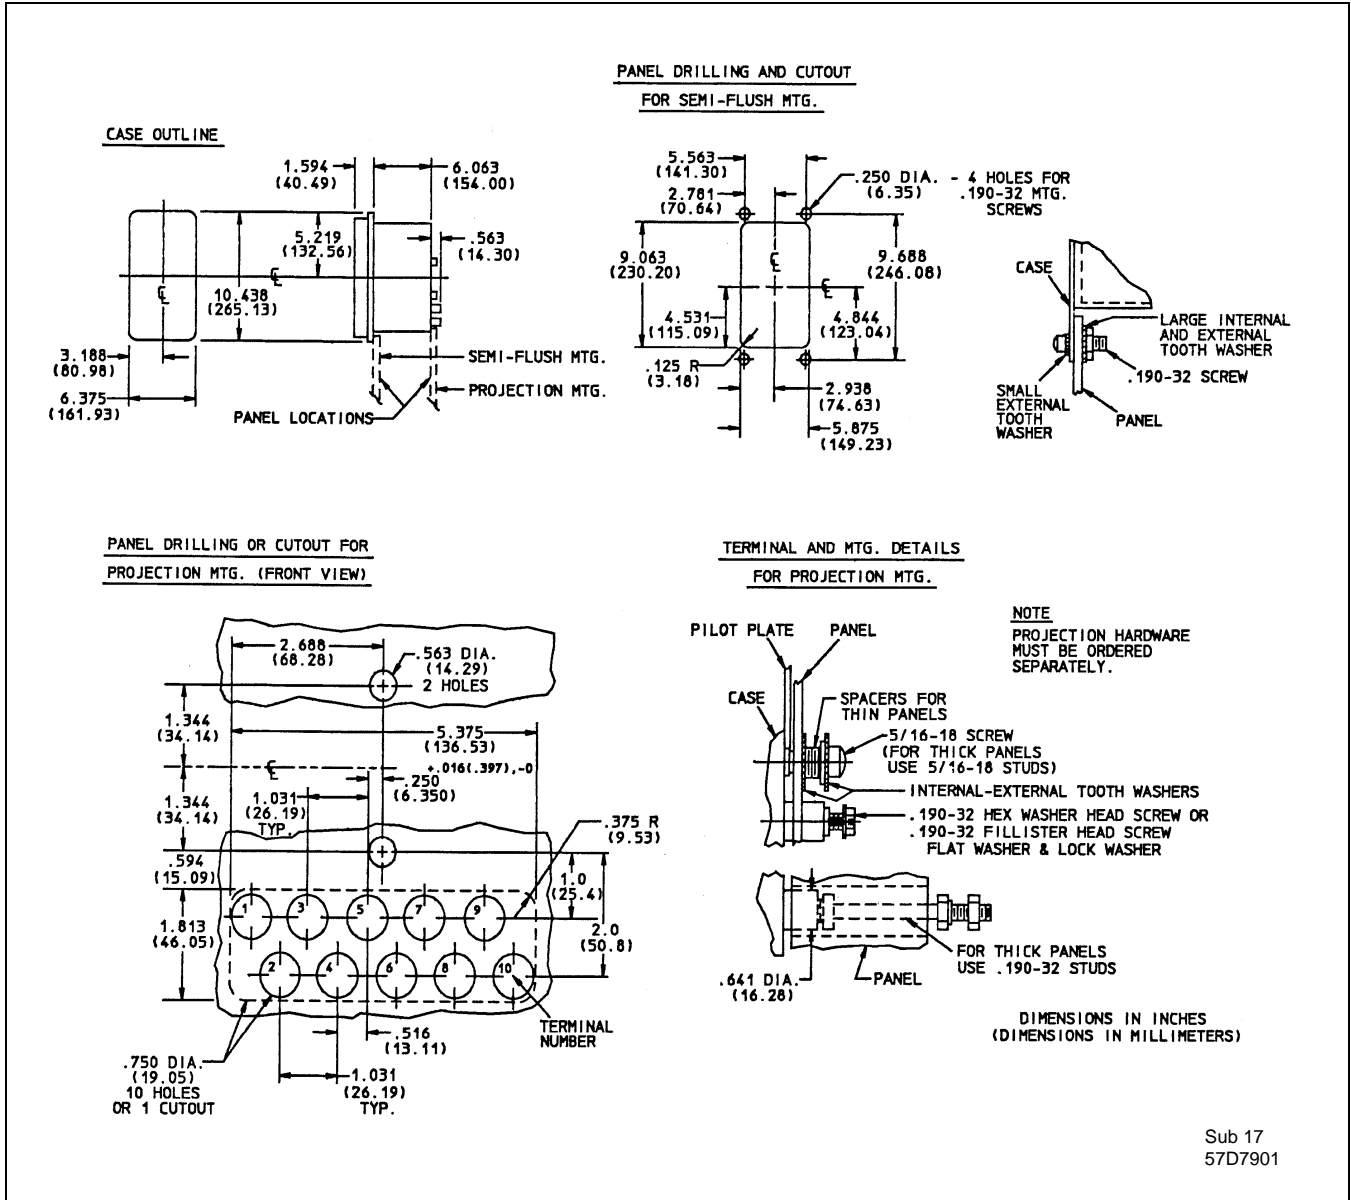 PANEL DRILLING AND CUTOUT
FOR SEMI-FLUSH MTG.
CASE OUTLINE
1.594
(40.49)
6.063
(154.00)
5.219
(132.56)
.563
(14.30)
10.438
(265.13)
3.188
(80.98)
6.375
(161.93)
SEMI-FLUSH MTG.
PROJECTION MTG.
PANEL LOCATIONS
5.563
(141.30)
2.781
(70.64)
.250 DIA. - 4 HOLES FOR
(6.35) .190-32 MTG.
SCREWS
9.063
(230.20)
9.688
(246.08)
4.531
(115.09)
4.844
(123.04)
.125 R
(3.18)
2.938
(74.63)
5.875
(149.23)
CASE
LARGE INTERNAL
AND EXTERNAL
TOOTH WASHER
.190-32 SCREW
SMALL
EXTERNAL
TOOTH
WASHER
PANEL
PANEL DRILLING OR CUTOUT FOR
PROJECTION MTG. (FRONT VIEW)
2.688
(68.28)
.563 DIA.
(14.29)
2 HOLES
1.344
(34.14)
5.375
(136.53)
+.016(.397),-0
.250
(6.350)
1.344
(34.14)
1.031
(26.19)
TYP.
.375 R
(9.53)
.594
(15.09)
1.0
(25.4)
1 3 5 7 9
1.813
(46.05)
2.0
(50.8)
2 4 6 8 10
.516
(13.11)
TERMINAL
NUMBER
.750 DIA.
(19.05)
10 HOLES
OR 1 CUTOUT
1.031
(26.19)
TYP.
TERMINAL AND MTG. DETAILS
FOR PROJECTION MTG.
NOTE
PROJECTION HARDWARE
MUST BE ORDERED
SEPARATELY.
PILOT PLATE
PANEL
CASE
SPACERS FOR
THIN PANELS
5/16-18 SCREW
(FOR THICK PANELS
USE 5/16-18 STUDS)
INTERNAL-EXTERNAL TOOTH WASHERS
.190-32 HEX WASHER HEAD SCREW OR
.190-32 FILLISTER HEAD SCREW
FLAT WASHER & LOCK WASHER
FOR THICK PANELS
USE .190-32 STUDS
.641 DIA.
(16.28)
PANEL
DIMENSIONS IN INCHES
(DIMENSIONS IN MILLIMETERS)
Sub 17
57D7901